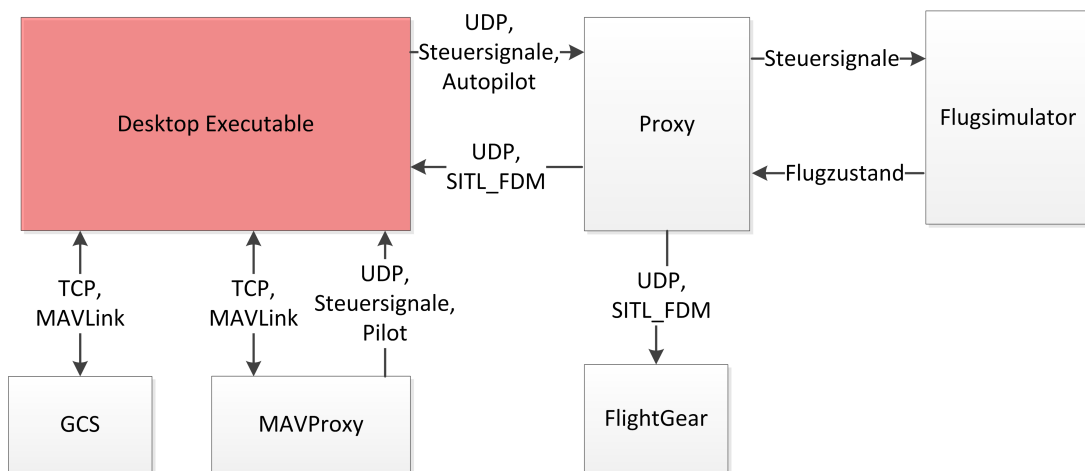 UDP,
Steuersignale,
Autopilot
Steuersignale
Desktop Executable
Proxy
Flugsimulator
UDP,
SITL_FDM
Flugzustand
TCP,
MAVLink
TCP,
MAVLink
UDP,
Steuersignale,
Pilot
UDP,
SITL_FDM
GCS
MAVProxy
FlightGear